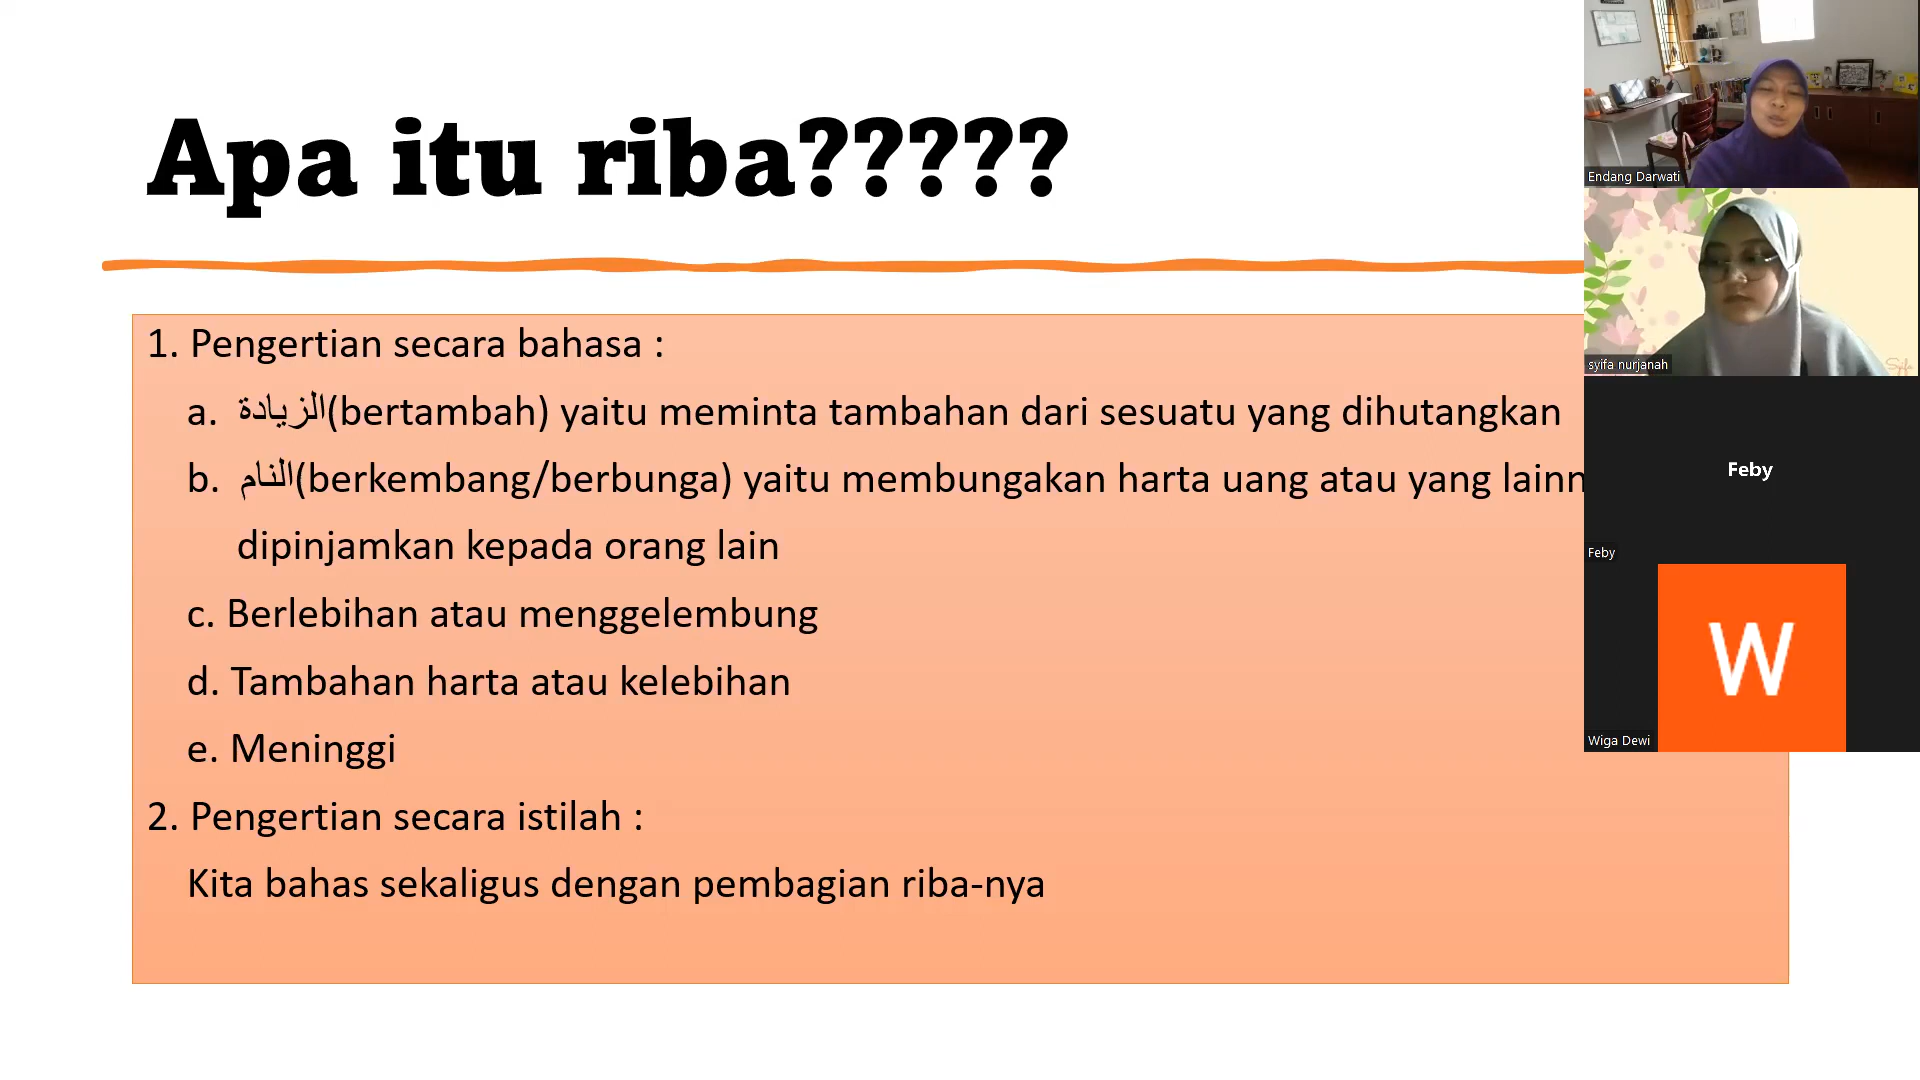 Apa itu riba?????
1. Pengertian secara bahasa :
a. الزيادة(bertambah) yaitu meminta tambahan dari sesuatu yang dihutangkan
b. النام(berkembang/berbunga) yaitu membungakan harta uang atau yang lainn
dipinjamkan kepada orang lain
c. Berlebihan atau menggelembung
d. Tambahan harta atau kelebihan
e. Meninggi
2. Pengertian secara istilah :
Kita bahas sekaligus dengan pembagian riba-nya
Endang Darwati
syifa nurjanah
Feby
Feby
W
Wiga Dewi